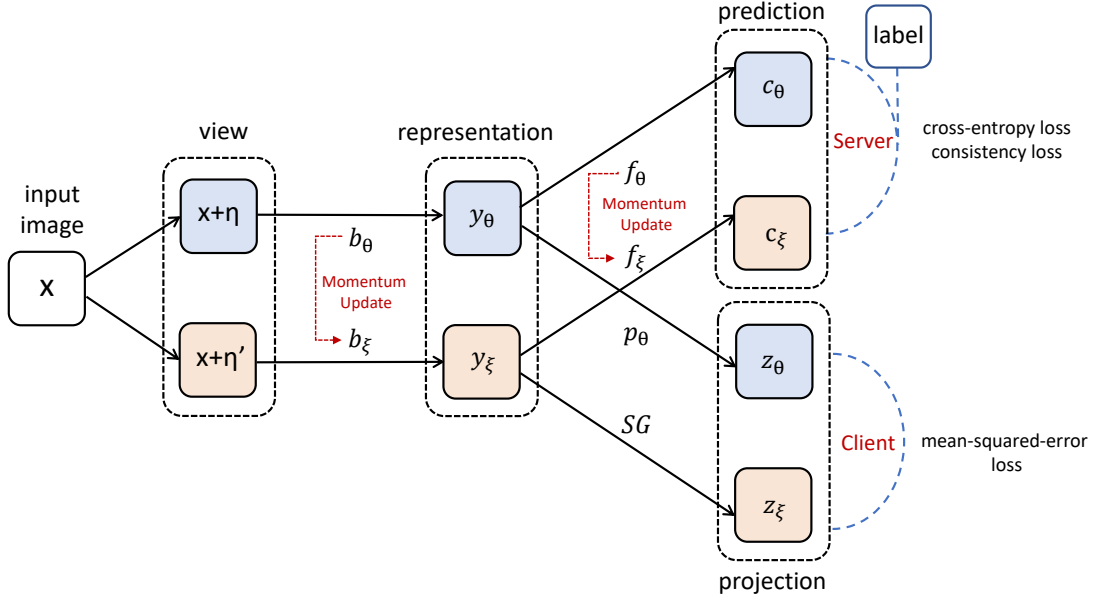 prediction
label
view
representation
c_θ
Server
cross-entropy loss
consistency loss
input
image
x+η
y_θ
f_θ
Momentum
Update
f_ξ
c_ξ
b_θ
Momentum
Update
b_ξ
x
x+η’
y_ξ
p_θ
z_θ
SG
Client
mean-squared-error
loss
z_ξ
projection